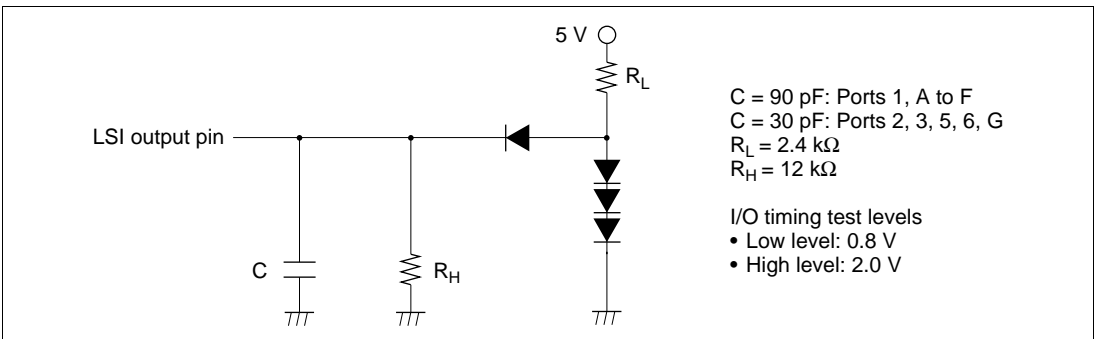 5 V
R_L
LSI output pin
C
R_H
C = 90 pF: Ports 1, A to F
C = 30 pF: Ports 2, 3, 5, 6, G
R_L = 2.4 kΩ
R_H = 12 kΩ
I/O timing test levels
• Low level: 0.8 V
• High level: 2.0 V